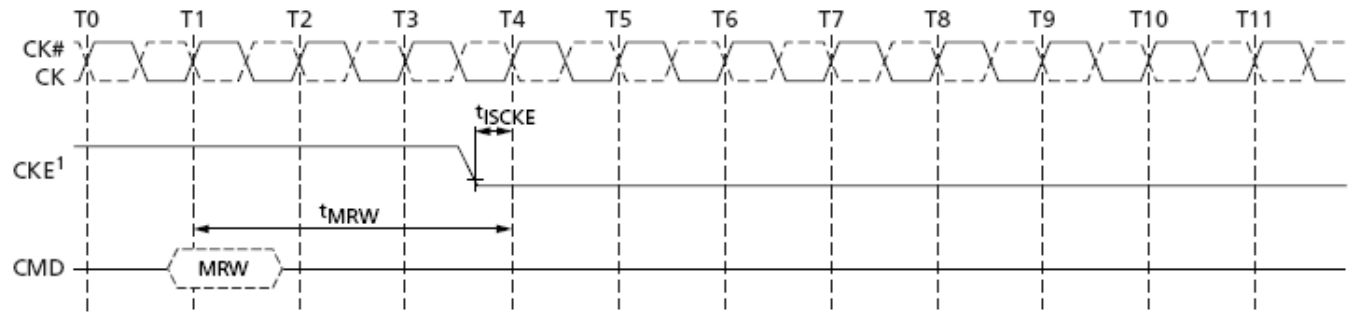 T0 T1 T2 T3 T4 T5 T6 T7 T8 T9 T10 T11
CK#
CK
tISCKE
CKE1
tMRW
CMD MRW